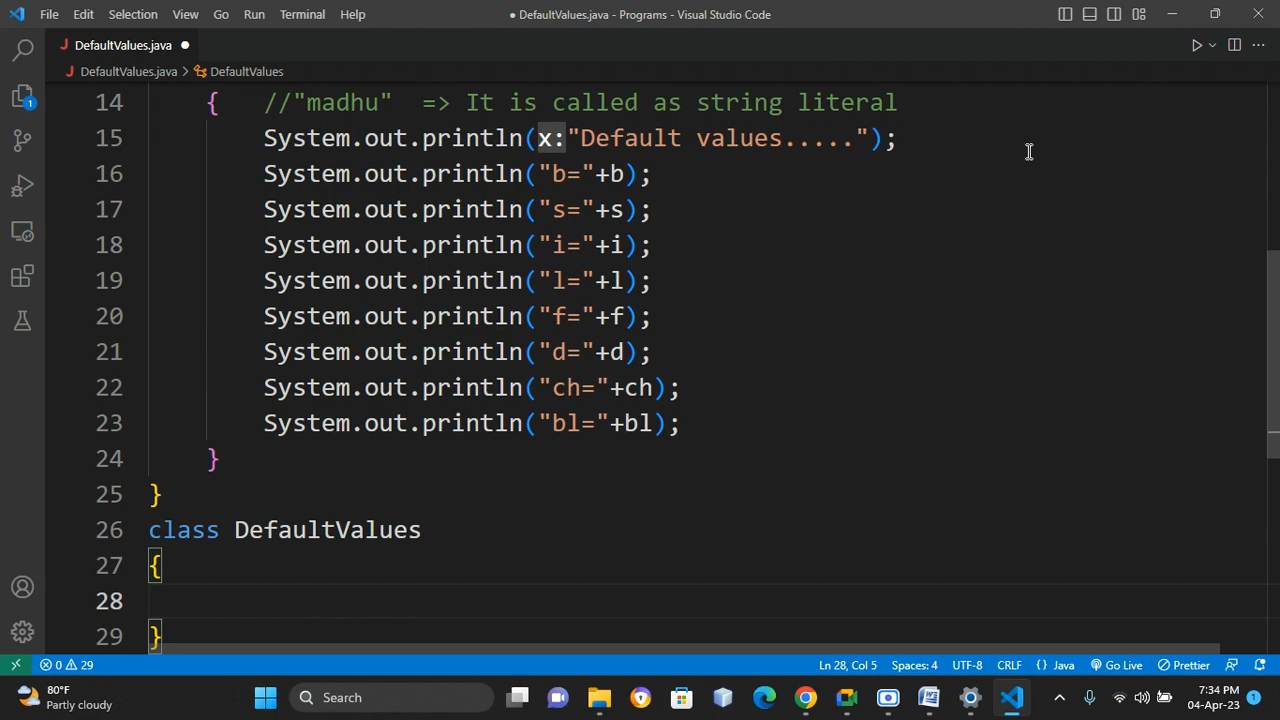 File Edit Selection View Go Run Terminal Help
● DefaultValues.java - Programs - Visual Studio Code
J DefaultValues.java ●
J DefaultValues.java > DefaultValues
14 { //"madhu" => It is called as string literal
15 System.out.println(x:"Default values.....");
16 System.out.println("b="+b);
17 System.out.println("s="+s);
18 System.out.println("i="+i);
19 System.out.println("l="+l);
20 System.out.println("f="+f);
21 System.out.println("d="+d);
22 System.out.println("ch="+ch);
23 System.out.println("bl="+bl);
24 }
25 }
26 class DefaultValues
27 {
28
29 }
1
0 29 Ln 28, Col 5 Spaces: 4 UTF-8 CRLF {} Java Go Live Prettier
80°F
Partly cloudy
Search
7:34 PM
04-Apr-23
1